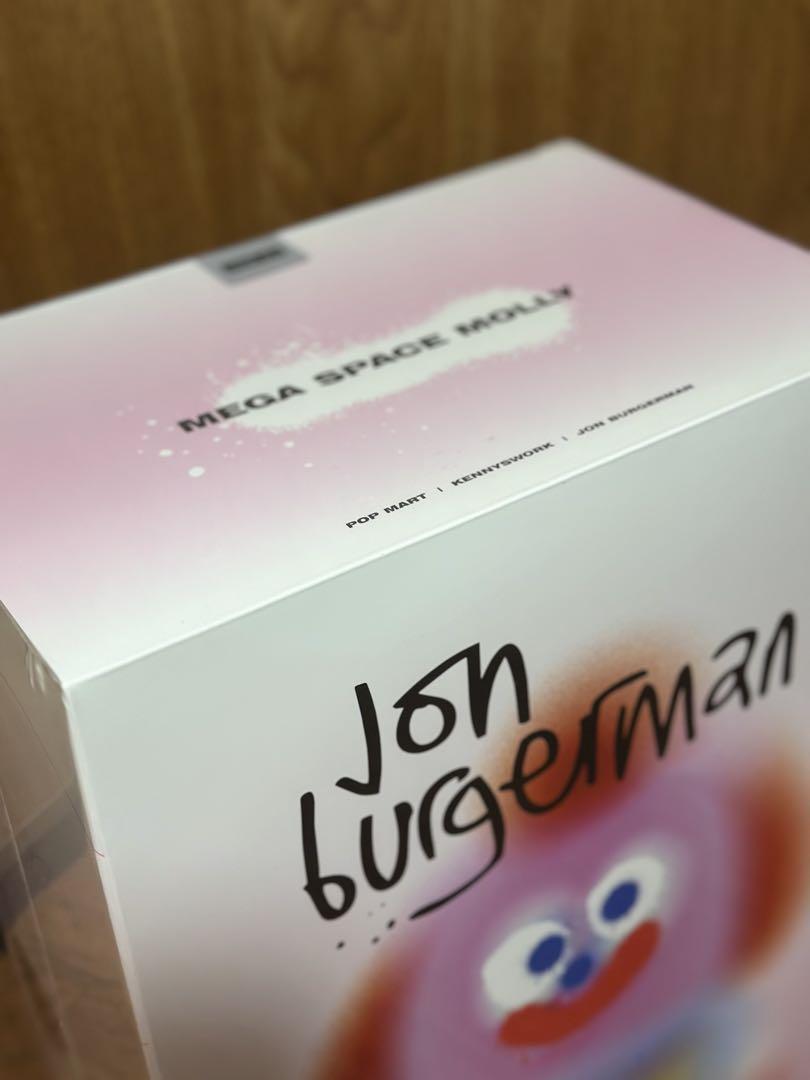 MEGA SPACE MOLLY
POP MART | KENNYSWORK | JON BURGERMAN
Jon
burgerman